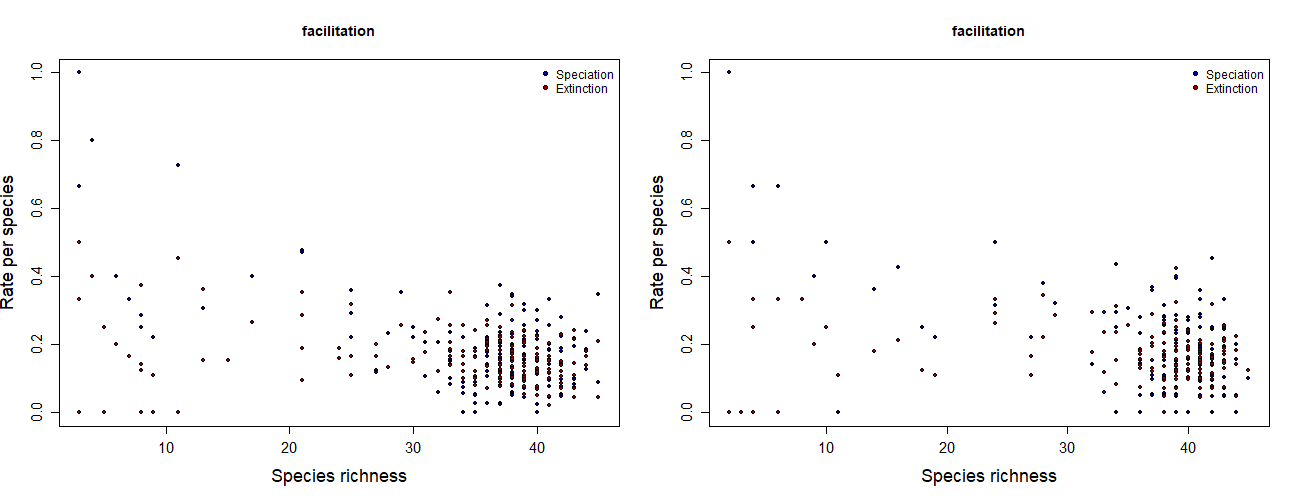 facilitation
Speciation
Extinction
Rate per species
1.0
0.8
0.6
0.4
0.2
0.0
10
20
30
40
Species richness
facilitation
Speciation
Extinction
Rate per species
1.0
0.8
0.6
0.4
0.2
0.0
10
20
30
40
Species richness